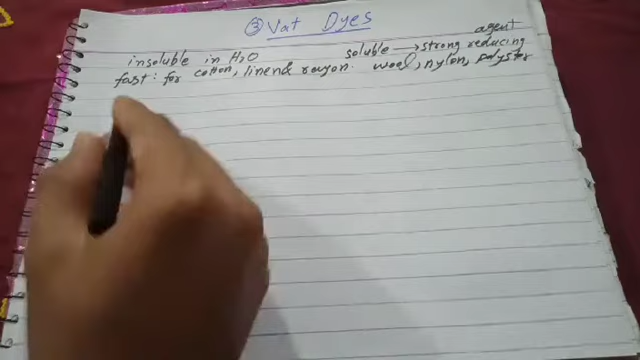 ③ Vat Dyes
insoluble in H2O soluble → strong reducing agent
fast: for cotton, linen & rayon. wool, nylon, polyster